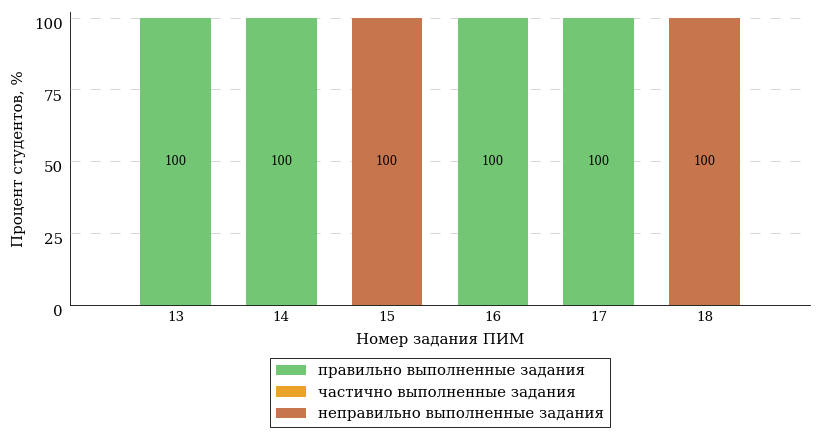 Процент студентов, %
100
75
50
25
0
100 100 100 100 100 100
13 14 15 16 17 18
Номер задания ПИМ
правильно выполненные задания
частично выполненные задания
неправильно выполненные задания